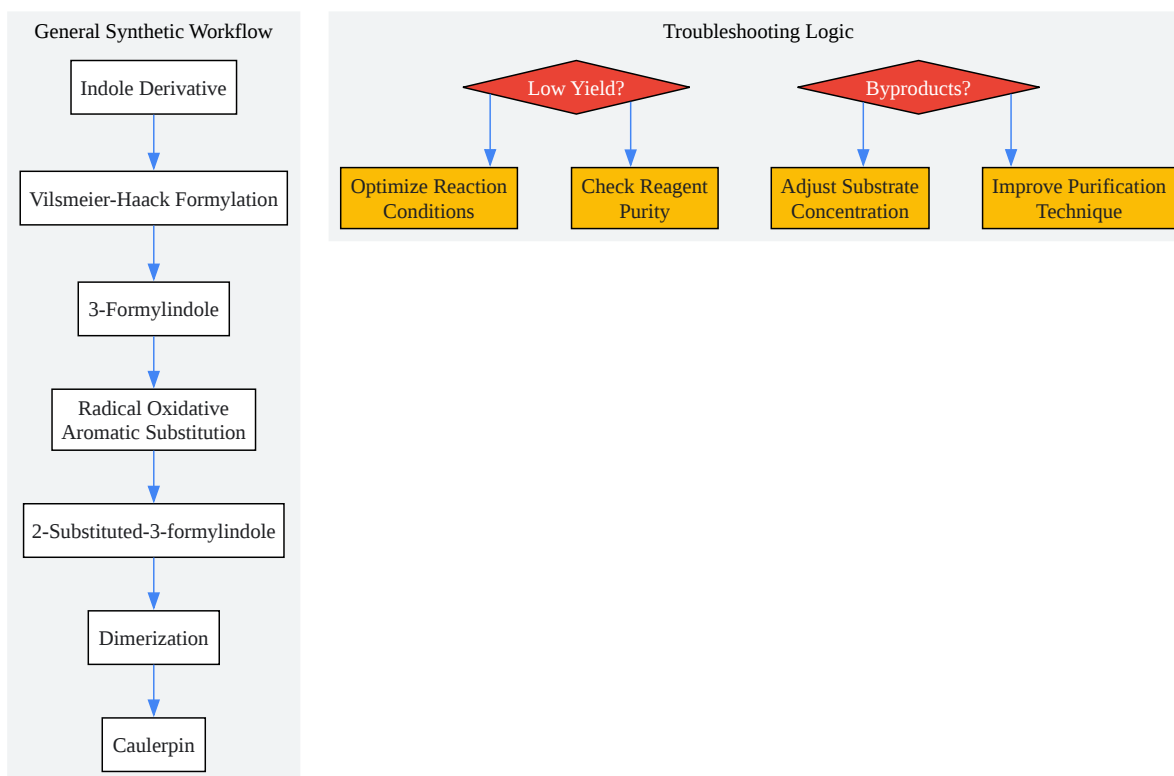 General Synthetic Workflow
Indole Derivative
Vilsmeier-Haack Formylation
3-Formylindole
Radical Oxidative
Aromatic Substitution
2-Substituted-3-formylindole
Dimerization
Caulerpin
Troubleshooting Logic
Low Yield?
Byproducts?
Optimize Reaction
Conditions
Check Reagent
Purity
Adjust Substrate
Concentration
Improve Purification
Technique